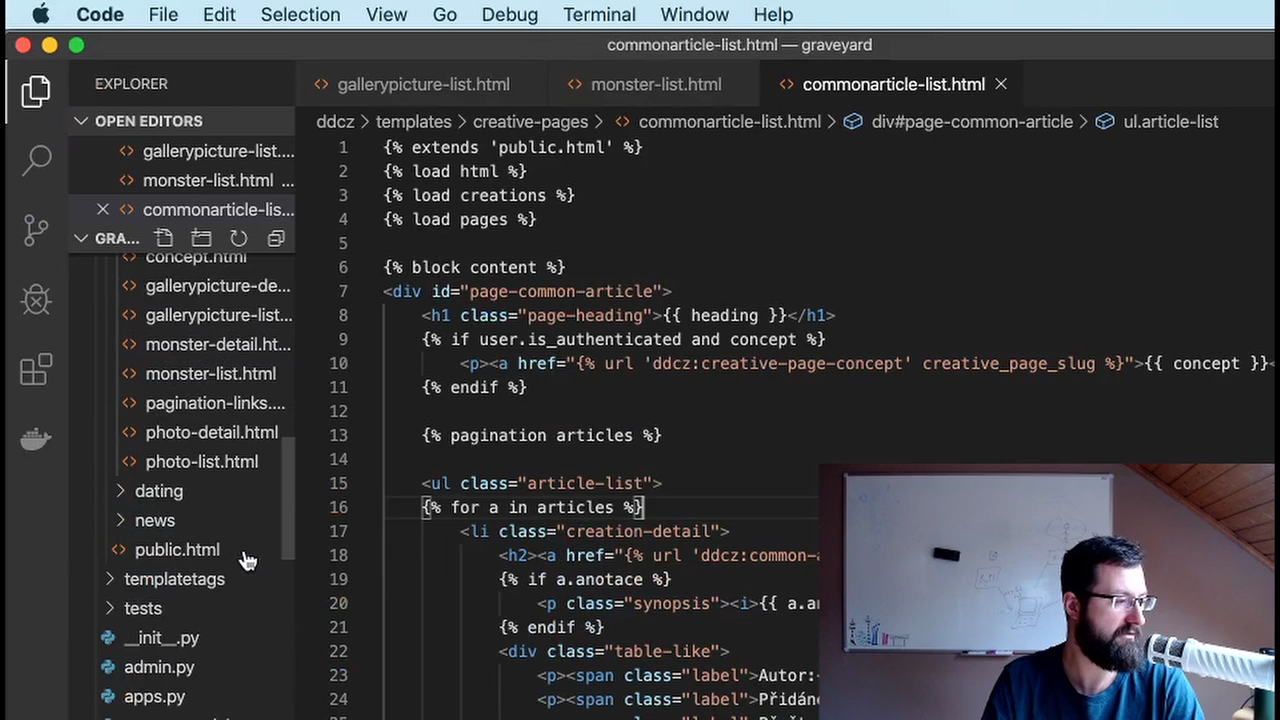 Code File Edit Selection View Go Debug Terminal Window Help
commonarticle-list.html — graveyard
EXPLORER
OPEN EDITORS
gallerypicture-list....
monster-list.html ...
commonarticle-lis...
GRA...
concept.html
gallerypicture-de...
gallerypicture-list...
monster-detail.ht...
monster-list.html
pagination-links....
photo-detail.html
photo-list.html
dating
news
public.html
templatetags
tests
__init__.py
admin.py
apps.py
gallerypicture-list.html monster-list.html commonarticle-list.html
ddcz > templates > creative-pages > commonarticle-list.html > div#page-common-article > ul.article-list
1 {% extends 'public.html' %}
2 {% load html %}
3 {% load creations %}
4 {% load pages %}
5
6 {% block content %}
7 <div id="page-common-article">
8 <h1 class="page-heading">{{ heading }}</h1>
9 {% if user.is_authenticated and concept %}
10 <p><a href="{% url 'ddcz:creative-page-concept' creative_page_slug %}">{{ concept }}<
11 {% endif %}
12
13 {% pagination articles %}
14
15 <ul class="article-list">
16 {% for a in articles %}
17 <li class="creation-detail">
18 <h2><a href="{% url 'ddcz:common-a
19 {% if a.anotace %}
20 <p class="synopsis"><i>{{ a.an
21 {% endif %}
22 <div class="table-like">
23 <p><span class="label">Autor:<
24 <p><span class="label">Přidáno